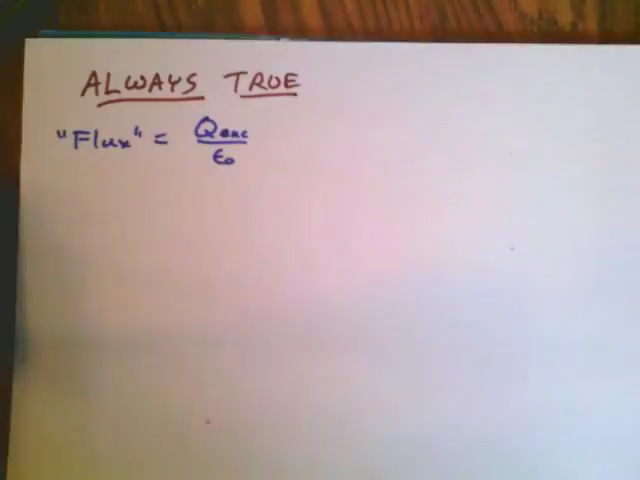 ALWAYS TRUE
"Flux" = Qenc/ϵ₀